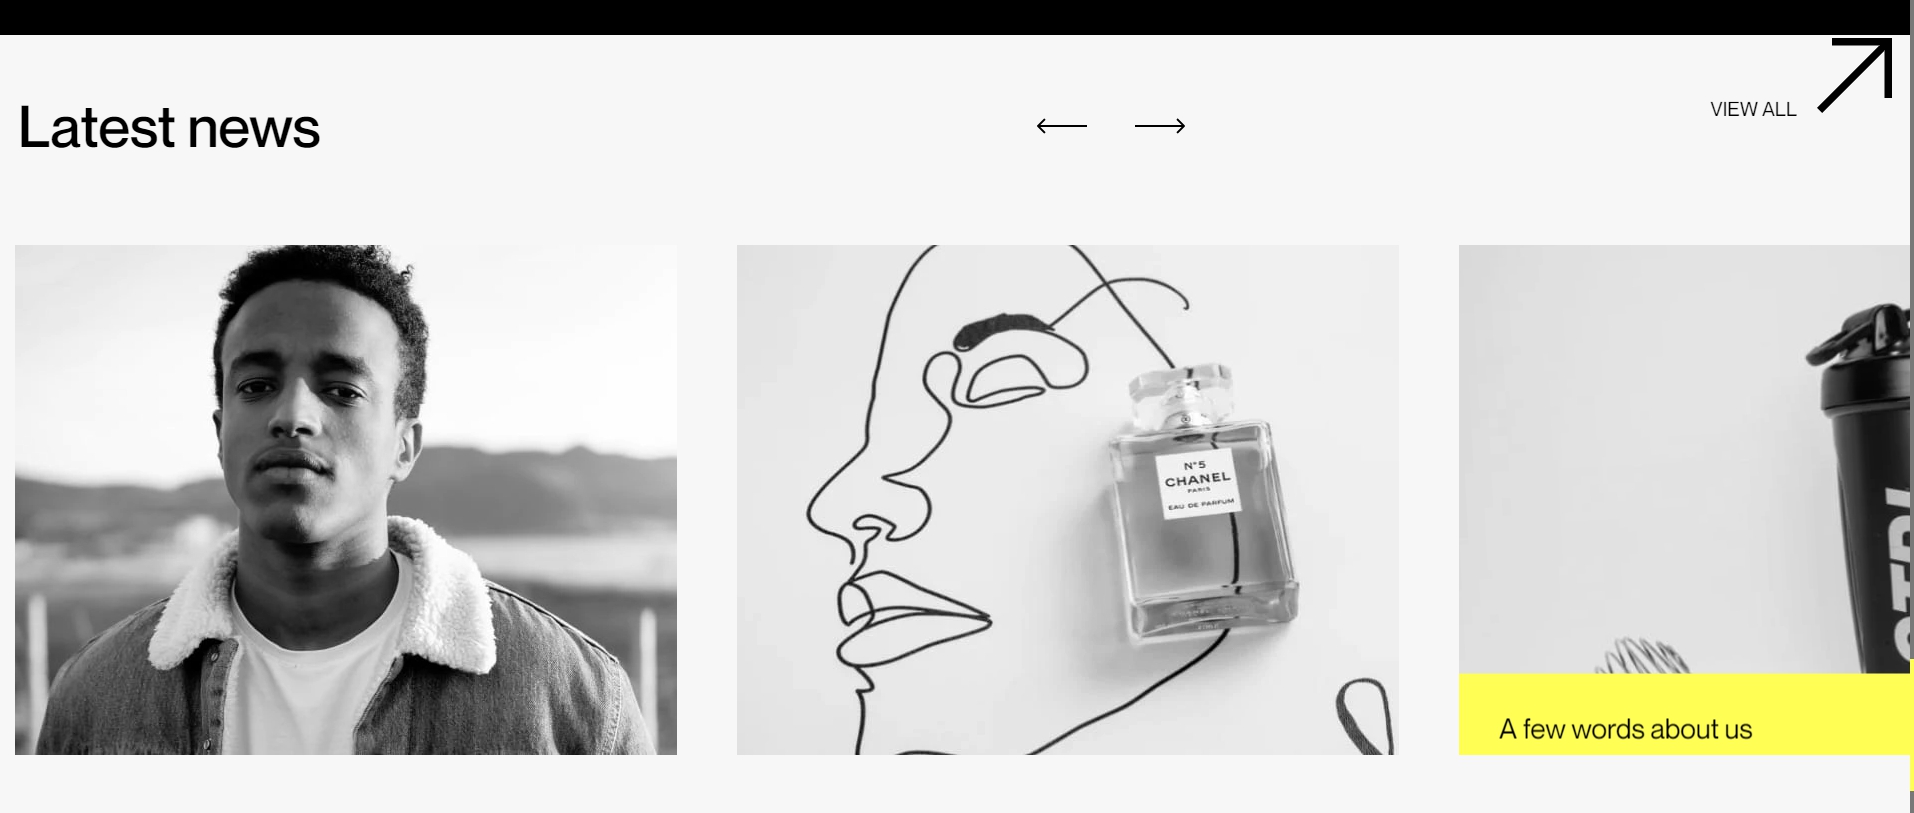 Latest news
VIEW ALL
N°5
CHANEL
PARIS
EAU DE PARFUM
A few words about us